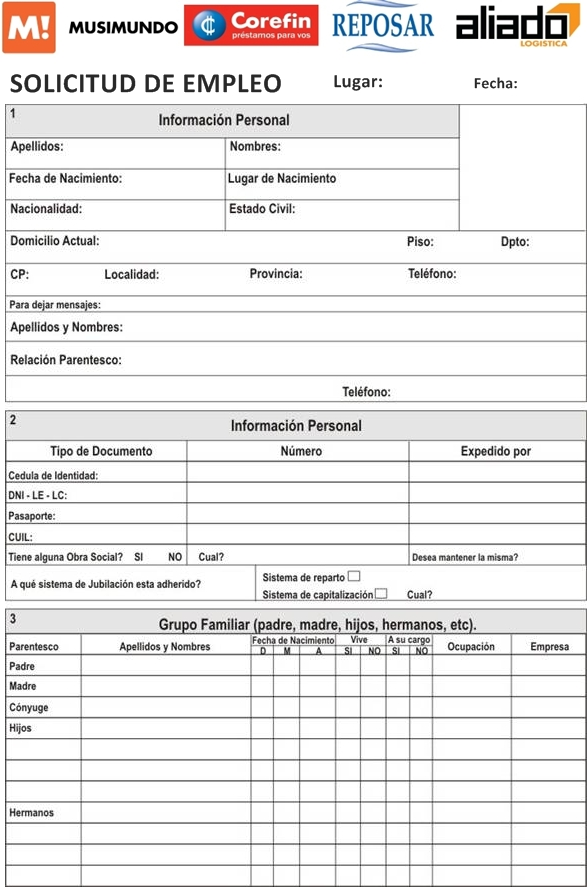 M! MUSIMUNDO ₵ Corefin REPOSAR aliado
préstamos para vos
LOGISTICA
SOLICITUD DE EMPLEO Lugar: Fecha:
1 Información Personal
Apellidos: Nombres:
Fecha de Nacimiento: Lugar de Nacimiento
Nacionalidad: Estado Civil:
Domicilio Actual: Piso: Dpto:
CP: Localidad: Provincia: Teléfono:
Para dejar mensajes:
Apellidos y Nombres:
Relación Parentesco:
Teléfono:
2 Información Personal
Tipo de Documento Número Expedido por
Cedula de Identidad:
DNI - LE - LC:
Pasaporte:
CUIL:
Tiene alguna Obra Social? SI NO Cual? Desea mantener la misma?
A qué sistema de Jubilación esta adherido? Sistema de reparto
Sistema de capitalización Cual?
3 Grupo Familiar (padre, madre, hijos, hermanos, etc).
Parentesco Apellidos y Nombres Fecha de Nacimiento Vive A su cargo Ocupación Empresa
D M A SI NO SI NO
Padre
Madre
Cónyuge
Hijos
Hermanos